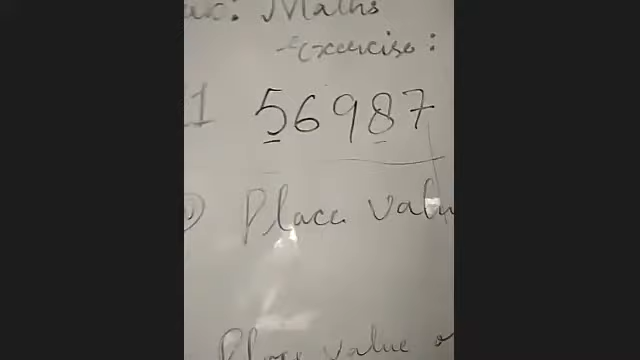 : Maths
Exercise :
1 56987
Place Valu
Place Value o